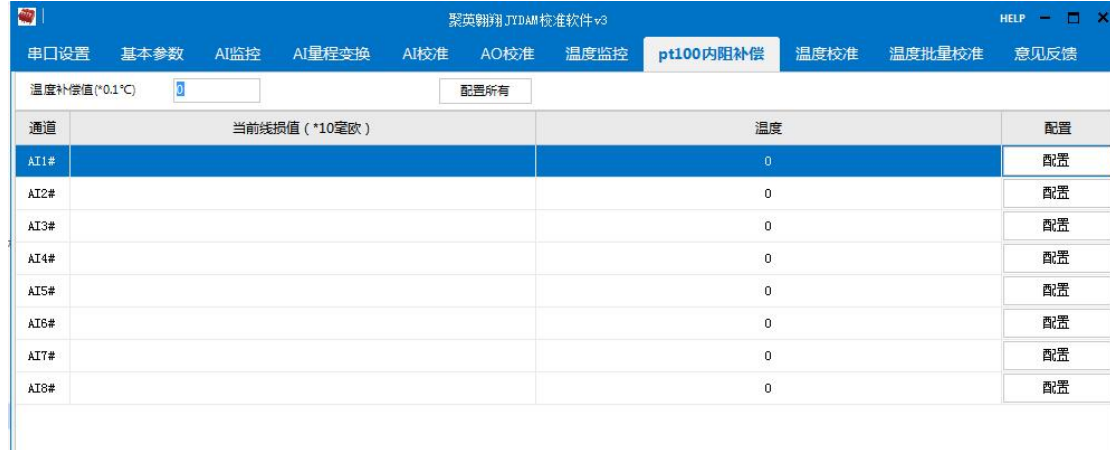 聚英翱翔JYDAM校准软件v3 HELP
串口设置 基本参数 AI监控 AI量程变换 AI校准 AO校准 温度监控 pt100内阻补偿 温度校准 温度批量校准 意见反馈
温度补偿值(*0.1℃) 0 配置所有
通道 当前线损值（*10毫欧） 温度 配置
AI1# 0 配置
AI2# 0 配置
AI3# 0 配置
AI4# 0 配置
AI5# 0 配置
AI6# 0 配置
AI7# 0 配置
AI8# 0 配置